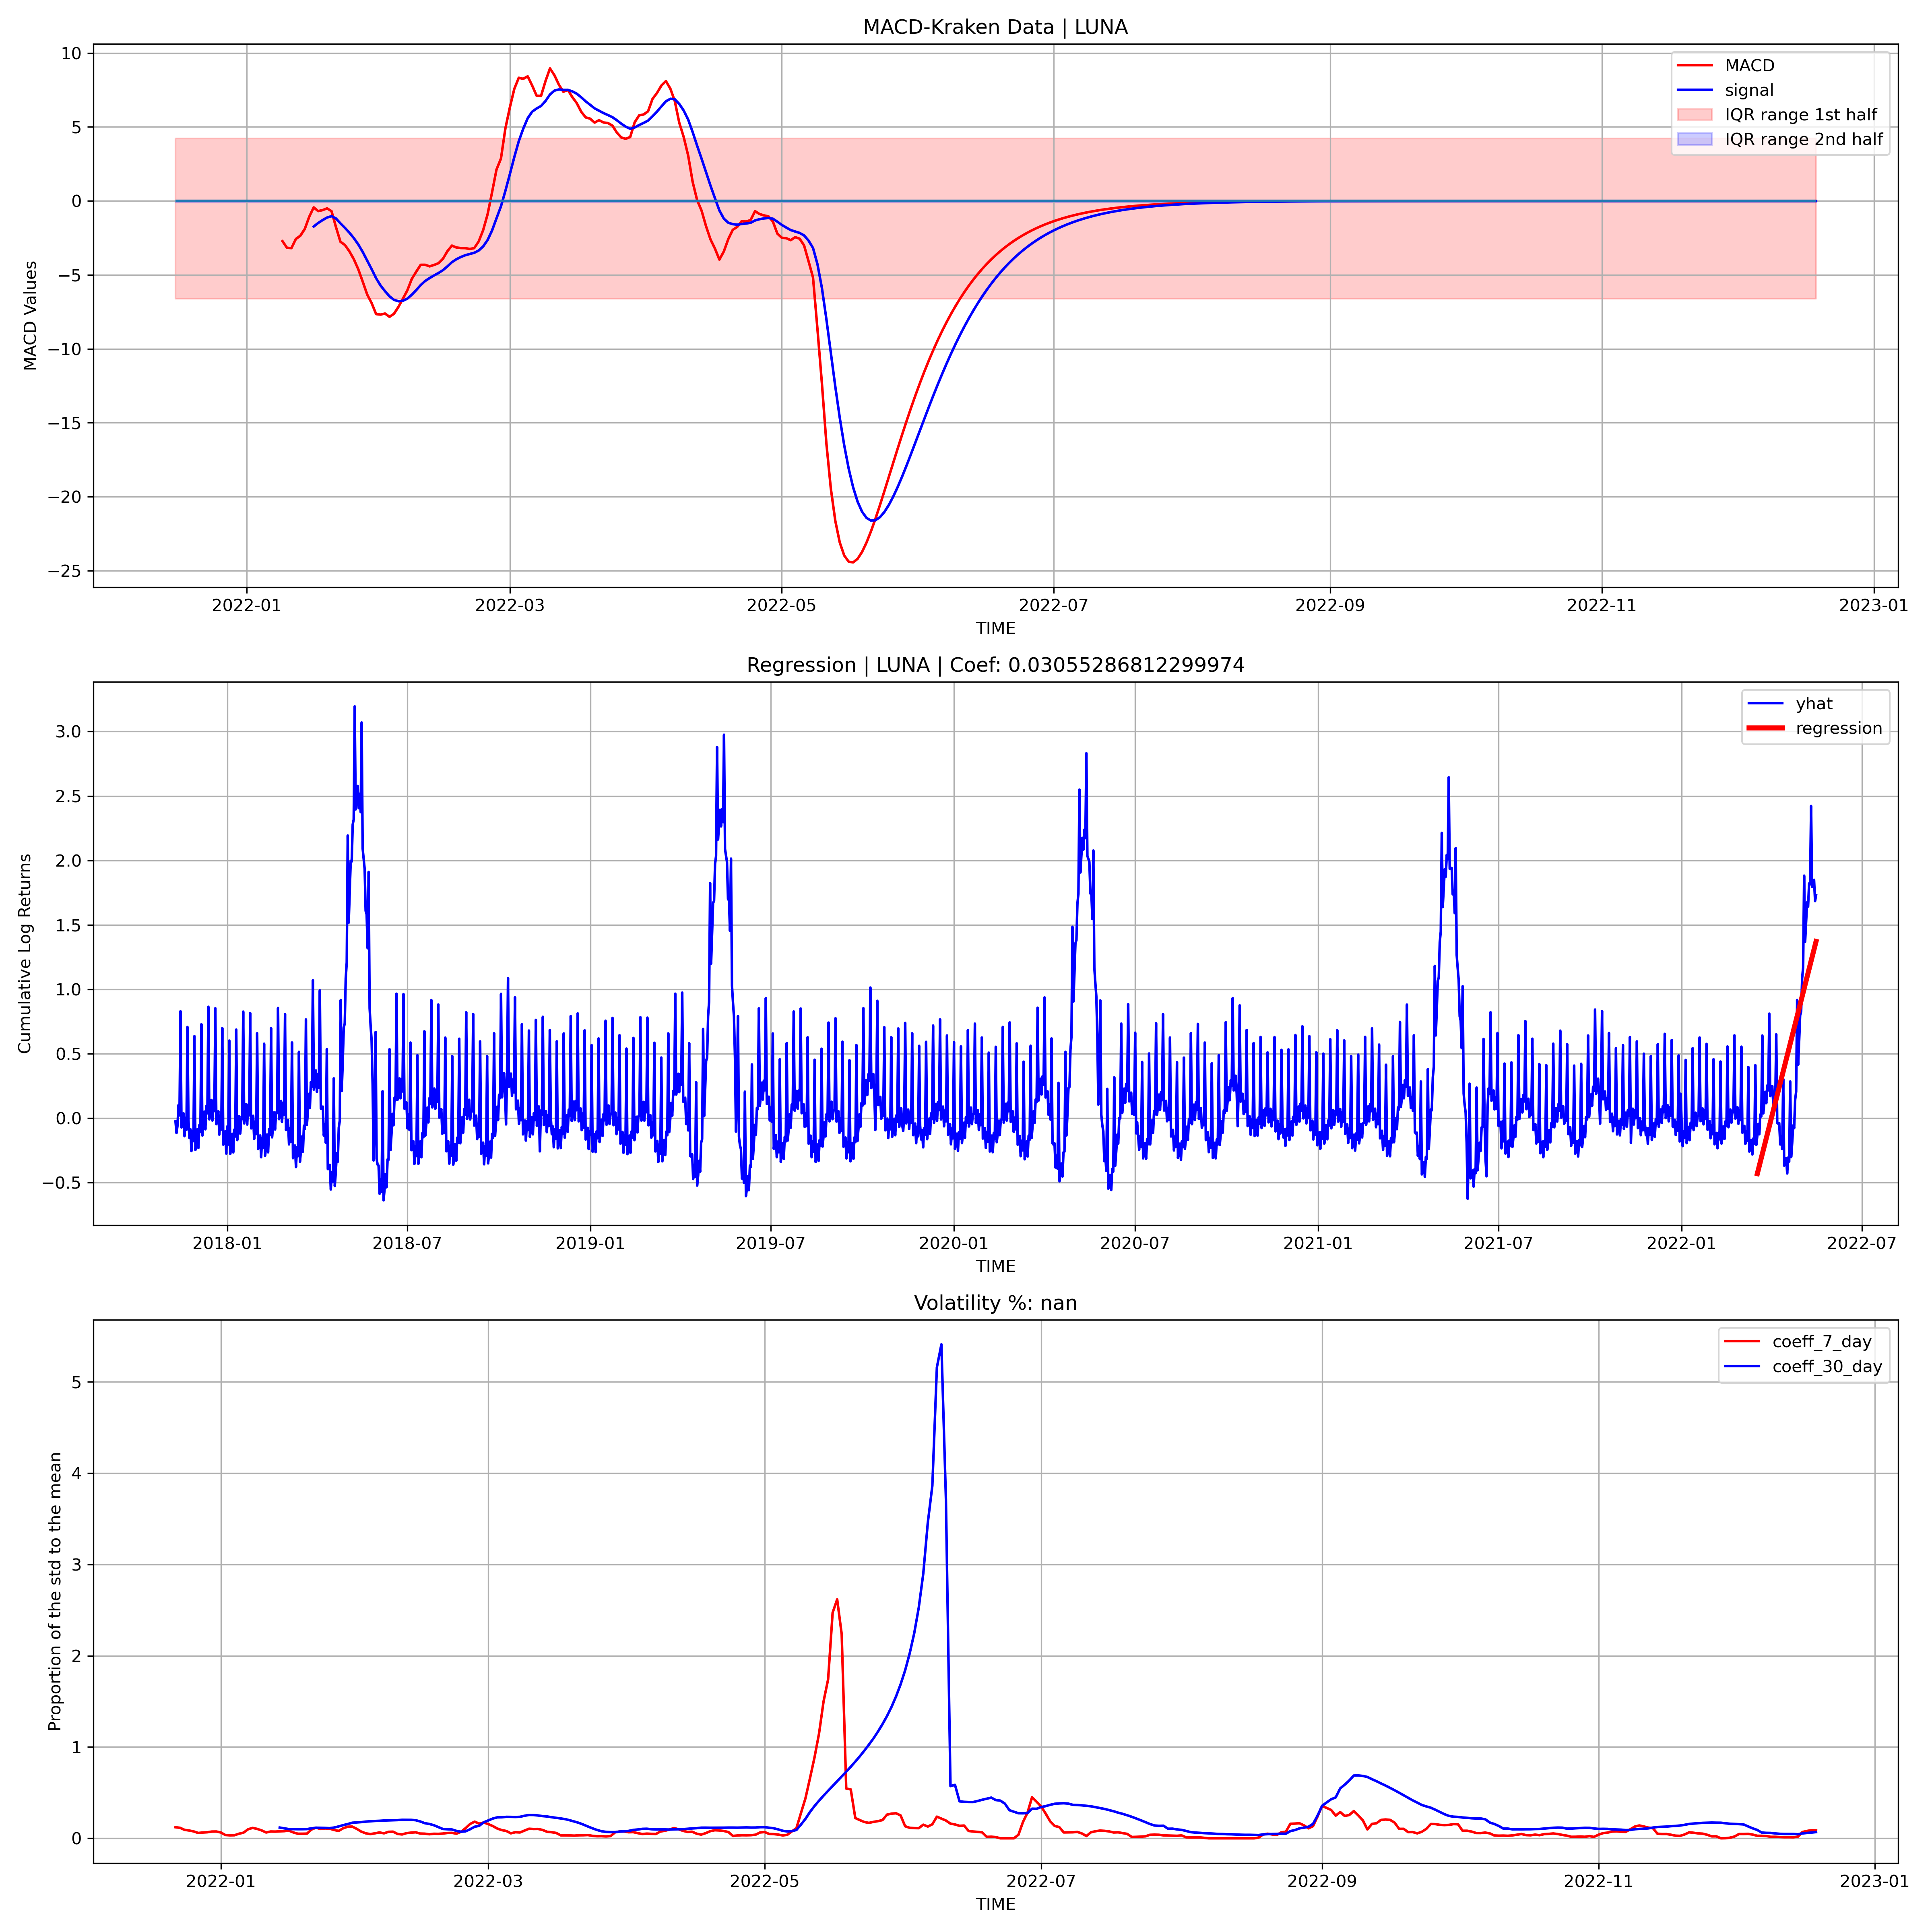 MACD-Kraken Data | LUNA
MACD
signal
IQR range 1st half
IQR range 2nd half
MACD Values
10
5
0
−5
−10
−15
−20
−25
2022-01 2022-03 2022-05 2022-07 2022-09 2022-11 2023-01
TIME
Regression | LUNA | Coef: 0.03055286812299974
yhat
regression
Cumulative Log Returns
3.0
2.5
2.0
1.5
1.0
0.5
0.0
−0.5
2018-01 2018-07 2019-01 2019-07 2020-01 2020-07 2021-01 2021-07 2022-01 2022-07
TIME
Volatility %: nan
coeff_7_day
coeff_30_day
Proportion of the std to the mean
5
4
3
2
1
0
2022-01 2022-03 2022-05 2022-07 2022-09 2022-11 2023-01
TIME